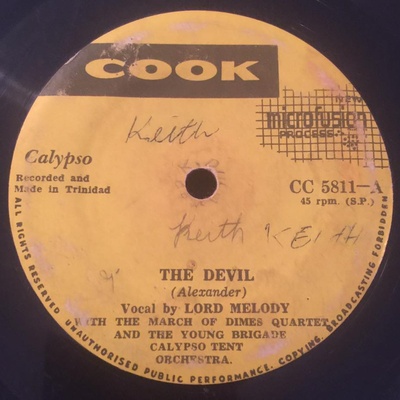 COOK
NEW
microfusion
PROCESS
Keith
Calypso
Recorded and
Made in Trinidad
CC 5811-A
45 rpm. (S.P.)
Keith KEITH
THE DEVIL
(Alexander)
Vocal by LORD MELODY
WITH THE MARCH OF DIMES QUARTET
AND THE YOUNG BRIGADE
CALYPSO TENT
ORCHESTRA.
ALL RIGHTS RESERVED UNAUTHORISED PUBLIC PERFORMANCE, COPYING, BROADCASTING FORBIDDEN